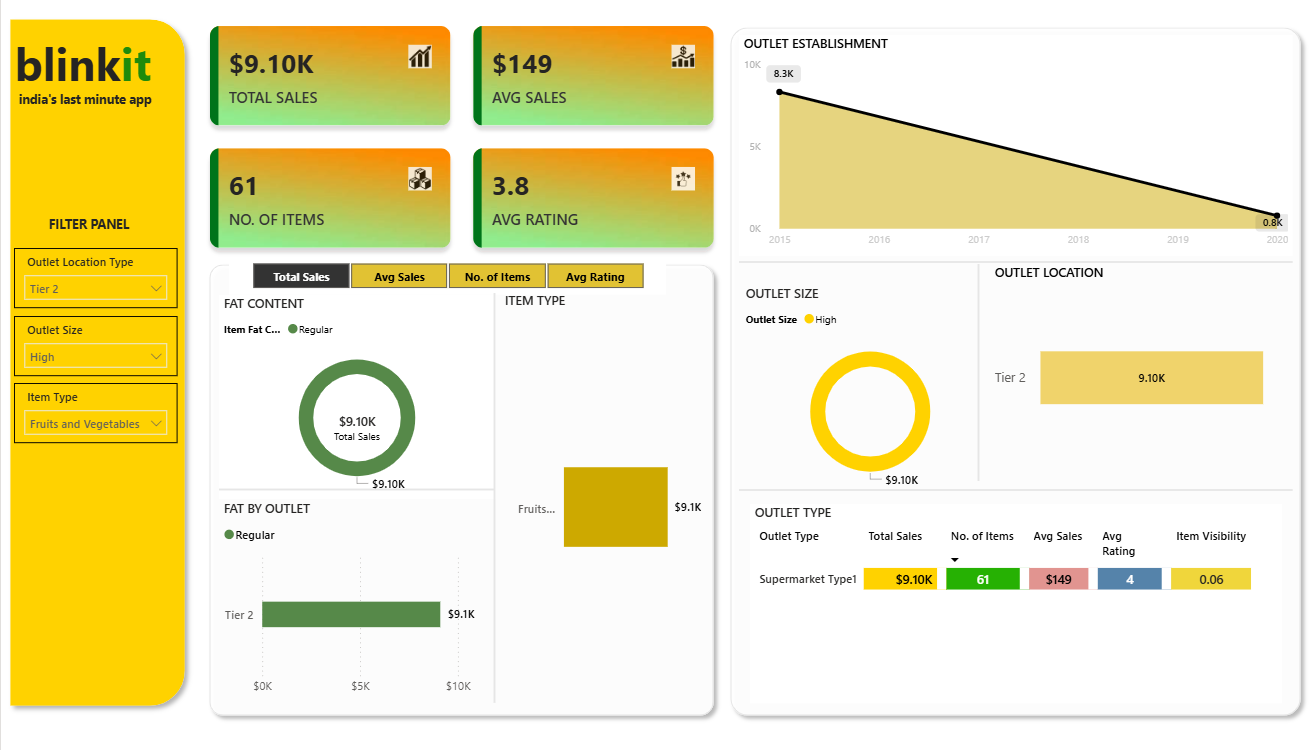 blinkit
india's last minute app
FILTER PANEL
Outlet Location Type
Tier 2
Outlet Size
High
Item Type
Fruits and Vegetables
$9.10K
TOTAL SALES
$149
AVG SALES
61
NO. OF ITEMS
3.8
AVG RATING
Total Sales
Avg Sales
No. of Items
Avg Rating
FAT CONTENT
Item Fat C...
Regular
$9.10K
Total Sales
$9.10K
FAT BY OUTLET
Regular
Tier 2
$9.1K
$0K
$5K
$10K
ITEM TYPE
Fruits...
$9.1K
OUTLET ESTABLISHMENT
10K
8.3K
5K
0K
0.8K
2015
2016
2017
2018
2019
2020
OUTLET SIZE
Outlet Size
High
$9.10K
OUTLET LOCATION
Tier 2
9.10K
OUTLET TYPE
Outlet Type
Total Sales
No. of Items
Avg Sales
Avg
Rating
Item Visibility
Supermarket Type1
$9.10K
61
$149
4
0.06